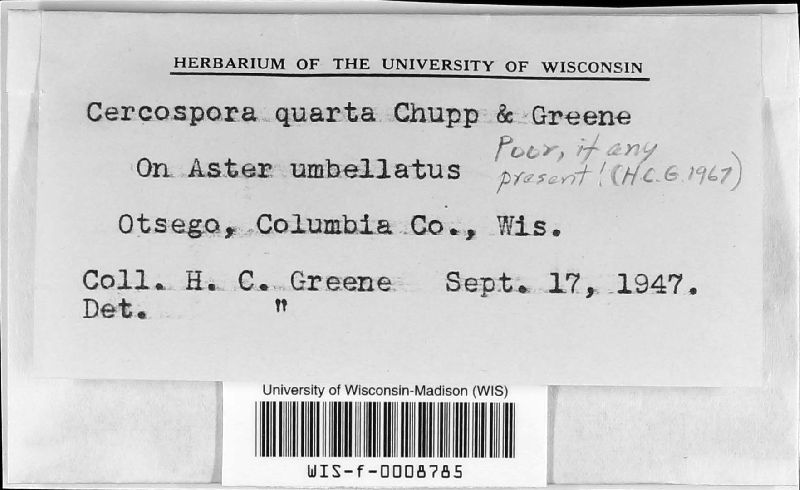 HERBARIUM OF THE UNIVERSITY OF WISCONSIN
Cercospora quarta Chupp & Greene
On Aster umbellatus
Poor, if any
present! (H.C.G. 1967)
Otsego, Columbia Co., Wis.
Coll. H. C. Greene Sept. 17, 1947.
Det. "
University of Wisconsin-Madison (WIS)
WIS-f-0008785